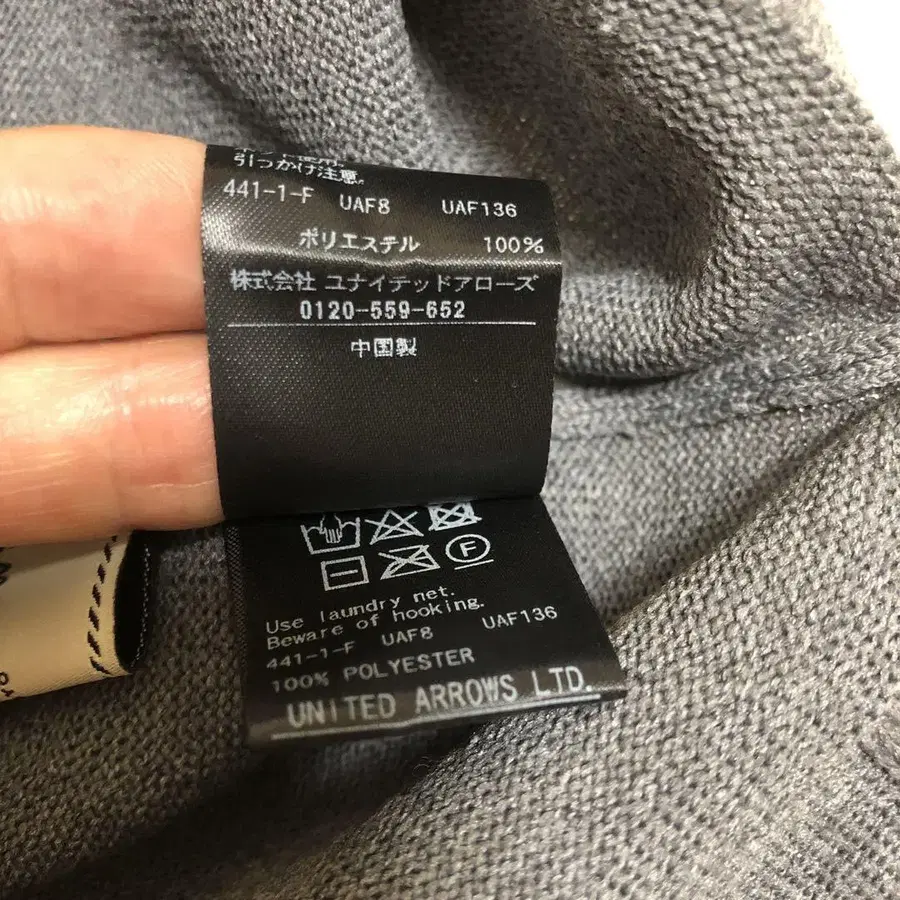 引つかけ注意。
441-1-F UAF8 UAF136
ポリエステル 100%
株式会社 ユナイテッドアローズ
0120-559-652
中国製
F
Use laundry net.
Beware of hooking.
441-1-F UAF8 UAF136
100% POLYESTER
UNITED ARROWS LTD.